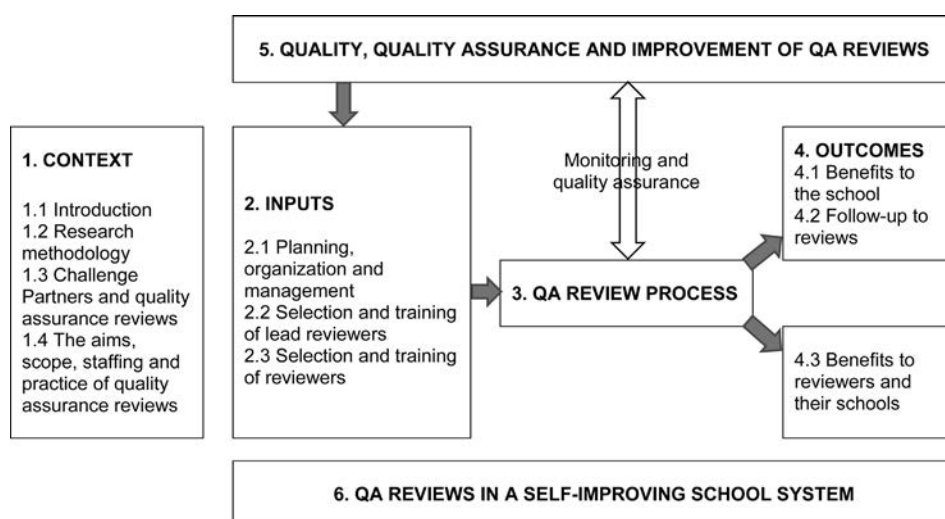 5. QUALITY, QUALITY ASSURANCE AND IMPROVEMENT OF QA REVIEWS
1. CONTEXT
1.1 Introduction
1.2 Research
methodology
1.3 Challenge
Partners and quality
assurance reviews
1.4 The aims,
scope, staffing and
practice of quality
assurance reviews
2. INPUTS
2.1 Planning,
organization and
management
2.2 Selection and training
of lead reviewers
2.3 Selection and training
of reviewers
Monitoring and
quality assurance
3. QA REVIEW PROCESS
4. OUTCOMES
4.1 Benefits to
the school
4.2 Follow-up to
reviews
4.3 Benefits to
reviewers and
their schools
6. QA REVIEWS IN A SELF-IMPROVING SCHOOL SYSTEM